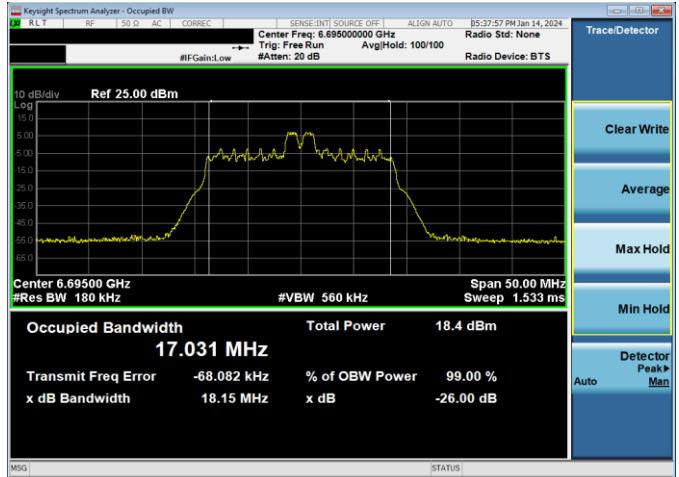 Keysight Spectrum Analyzer - Occupied BW
R L T RF 50 Ω AC CORREC SENSE:INT SOURCE OFF ALIGN AUTO 05:37:57 PM Jan 14, 2024
Center Freq: 6.695000000 GHz Radio Std: None
Trig: Free Run Avg|Hold: 100/100
#IFGain:Low #Atten: 20 dB Radio Device: BTS
Trace/Detector
10 dB/div Ref 25.00 dBm
Log
15.0
5.00
-5.00
-15.0
-25.0
-35.0
-45.0
-55.0
-65.0
Center 6.69500 GHz Span 50.00 MHz
#Res BW 180 kHz #VBW 560 kHz Sweep 1.533 ms
Occupied Bandwidth Total Power 18.4 dBm
17.031 MHz
Transmit Freq Error -68.082 kHz % of OBW Power 99.00 %
x dB Bandwidth 18.15 MHz x dB -26.00 dB
Clear Write
Average
Max Hold
Min Hold
Detector
Peak▶
Auto Man
MSG STATUS